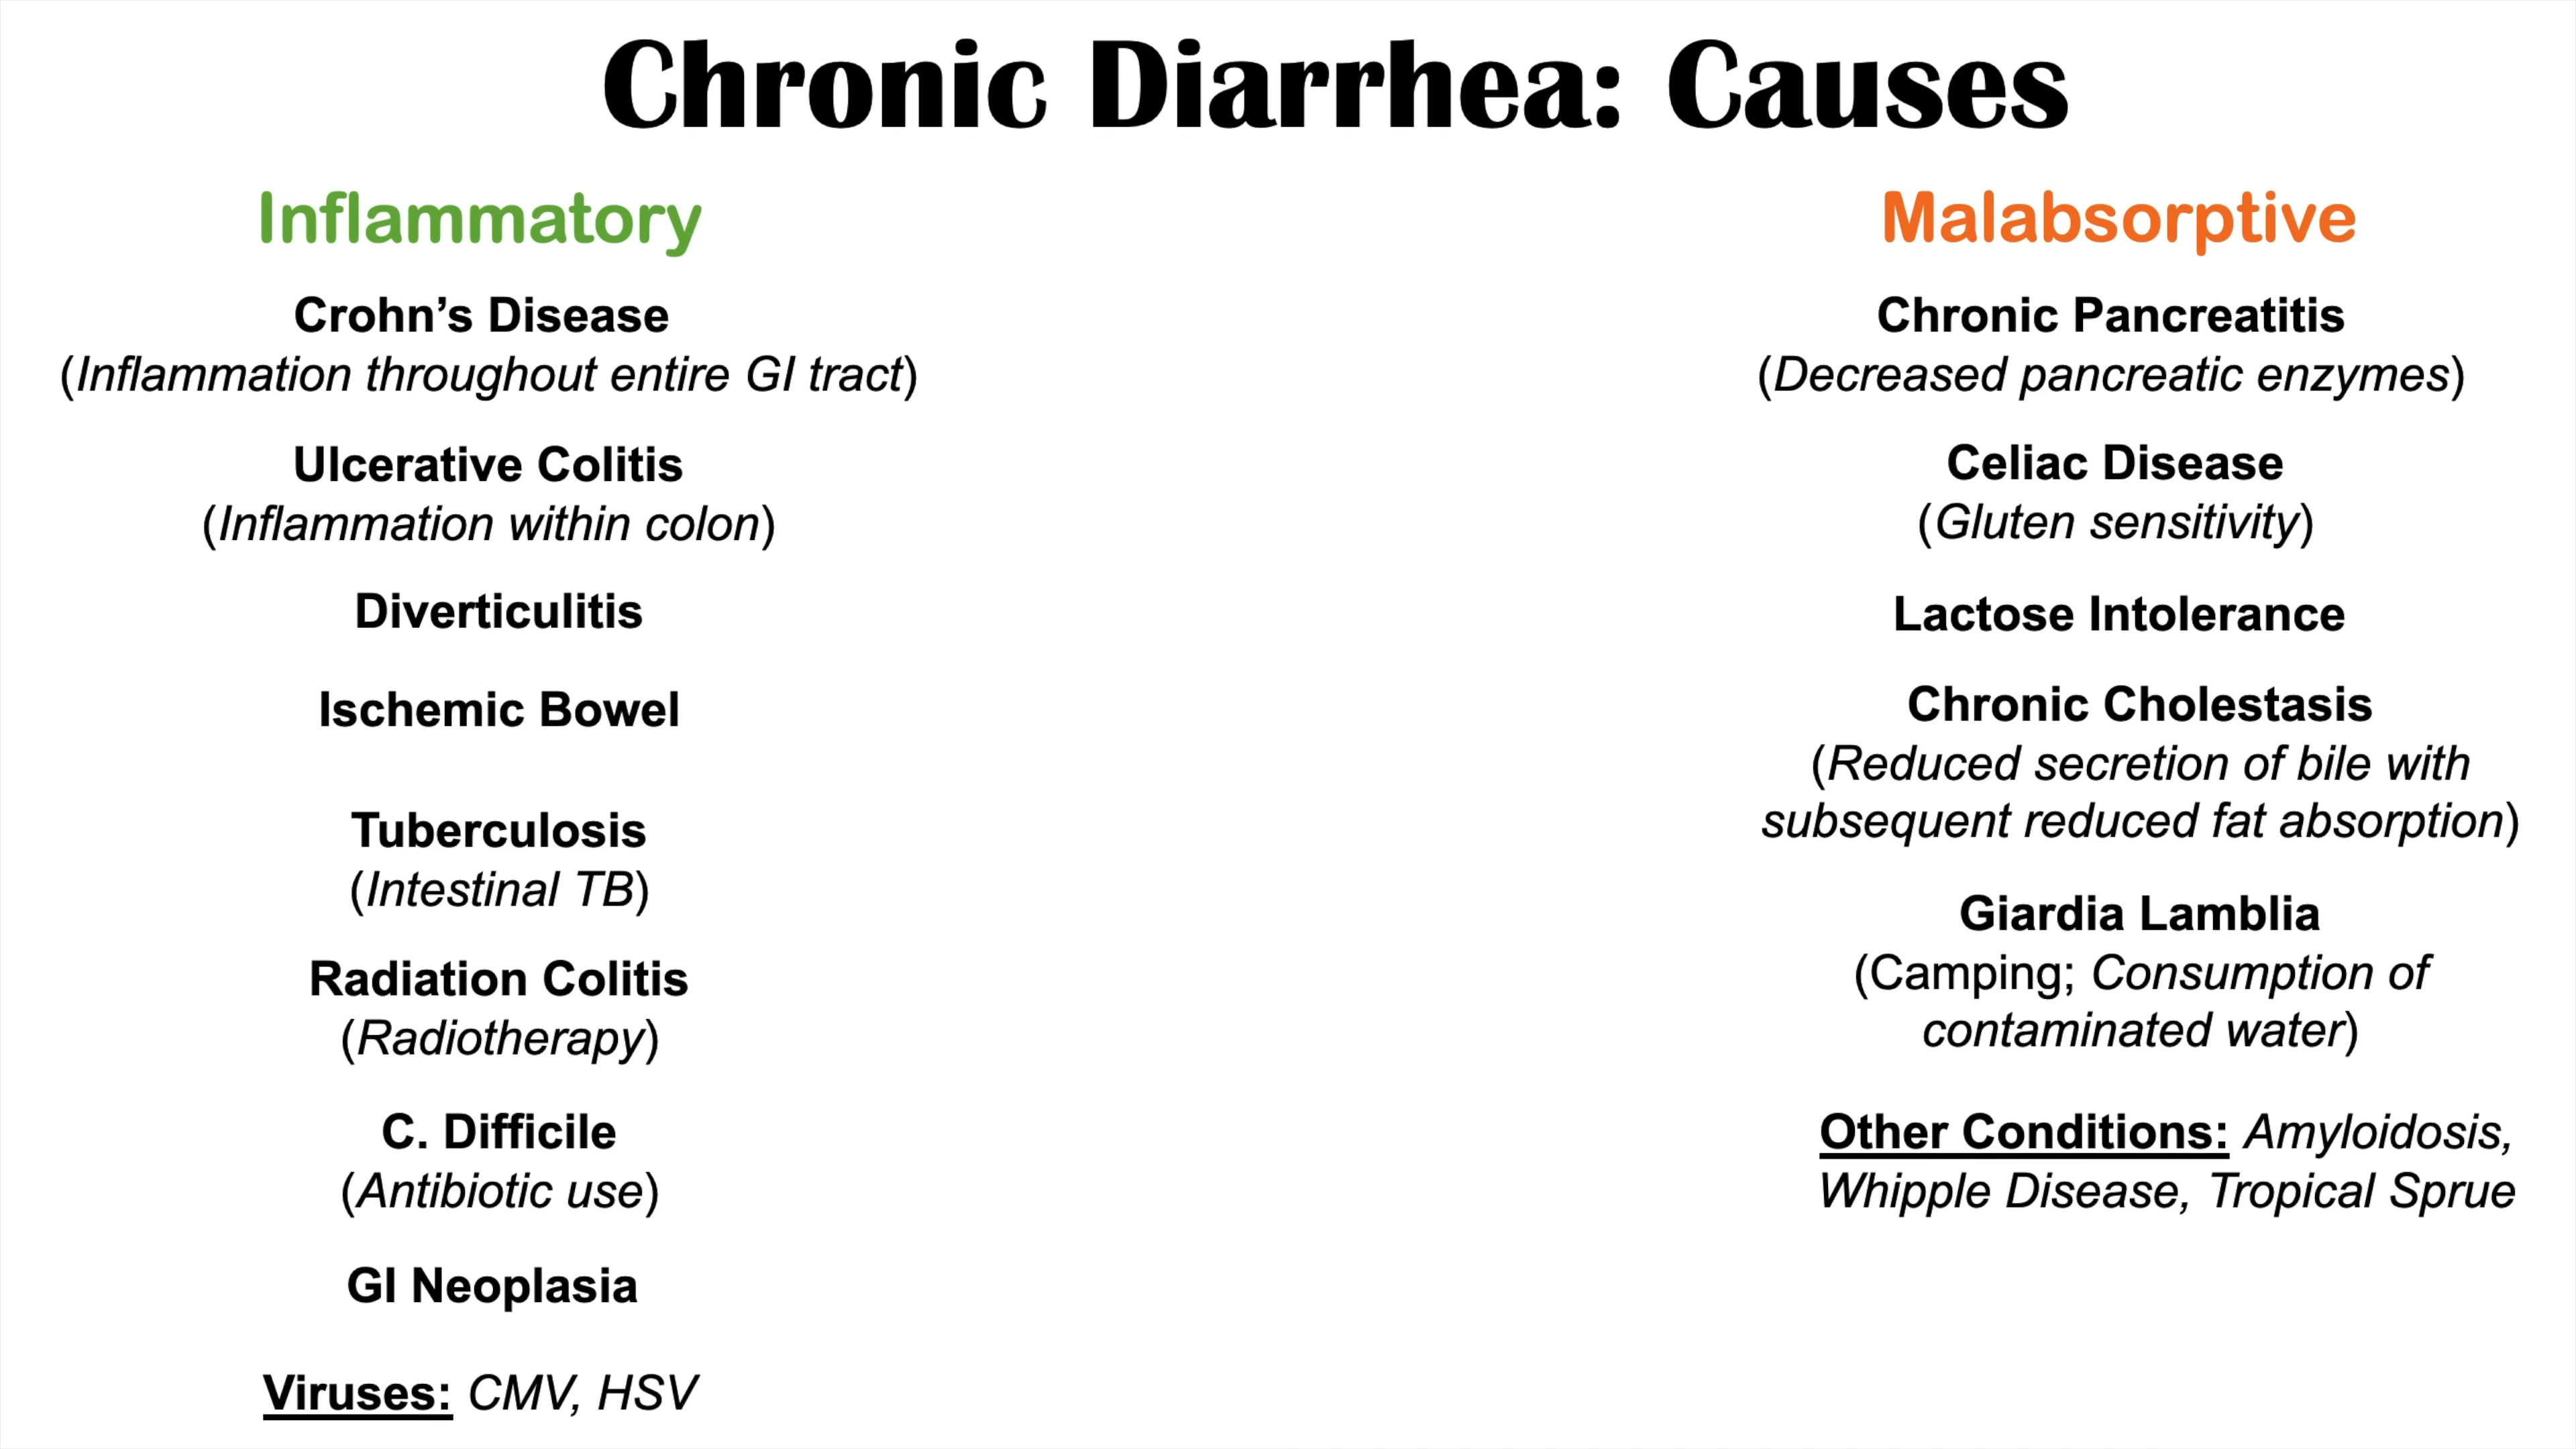 Chronic Diarrhea: Causes
Inflammatory
Crohn’s Disease
(Inflammation throughout entire GI tract)
Ulcerative Colitis
(Inflammation within colon)
Diverticulitis
Ischemic Bowel
Tuberculosis
(Intestinal TB)
Radiation Colitis
(Radiotherapy)
C. Difficile
(Antibiotic use)
GI Neoplasia
Viruses: CMV, HSV
Malabsorptive
Chronic Pancreatitis
(Decreased pancreatic enzymes)
Celiac Disease
(Gluten sensitivity)
Lactose Intolerance
Chronic Cholestasis
(Reduced secretion of bile with
subsequent reduced fat absorption)
Giardia Lamblia
(Camping; Consumption of
contaminated water)
Other Conditions: Amyloidosis,
Whipple Disease, Tropical Sprue